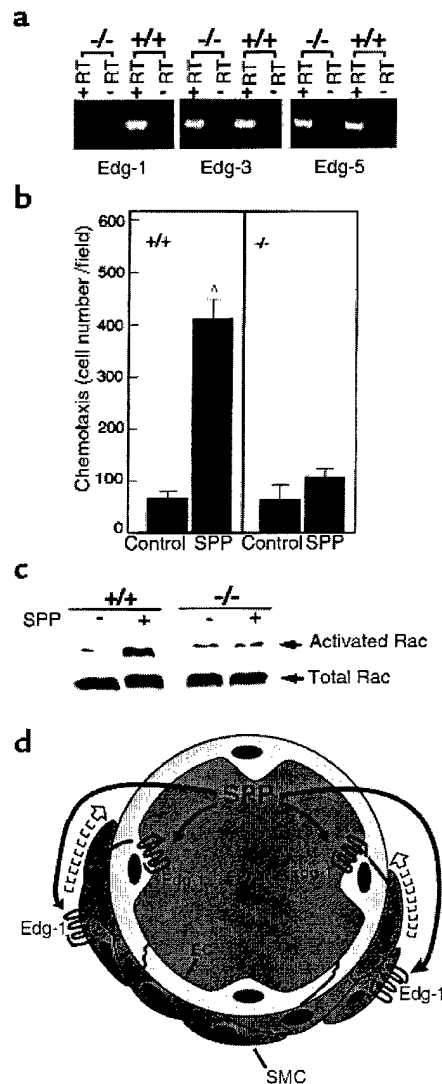 a
-/- +/+ -/- +/+ -/- +/+
+RT -RT +RT -RT +RT -RT +RT -RT +RT -RT +RT -RT
Edg-1 Edg-3 Edg-5
b
Chemotaxis (cell number /field)
600
500
400
300
200
100
0
+/+ -/-
^
Control SPP Control SPP
c
+/+ -/-
SPP - + - +
Activated Rac
Total Rac
d
SPP
Edg-1
Edg-1
EC
SMC